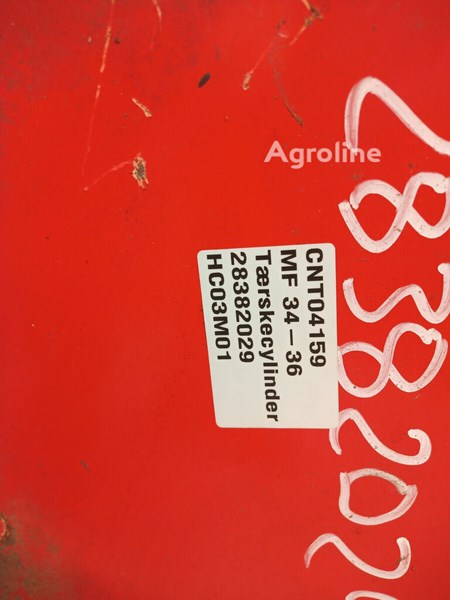 Agroline
CNT04159
MF 34-36
Tærskecylinder
28382029
HC03M01
2838202